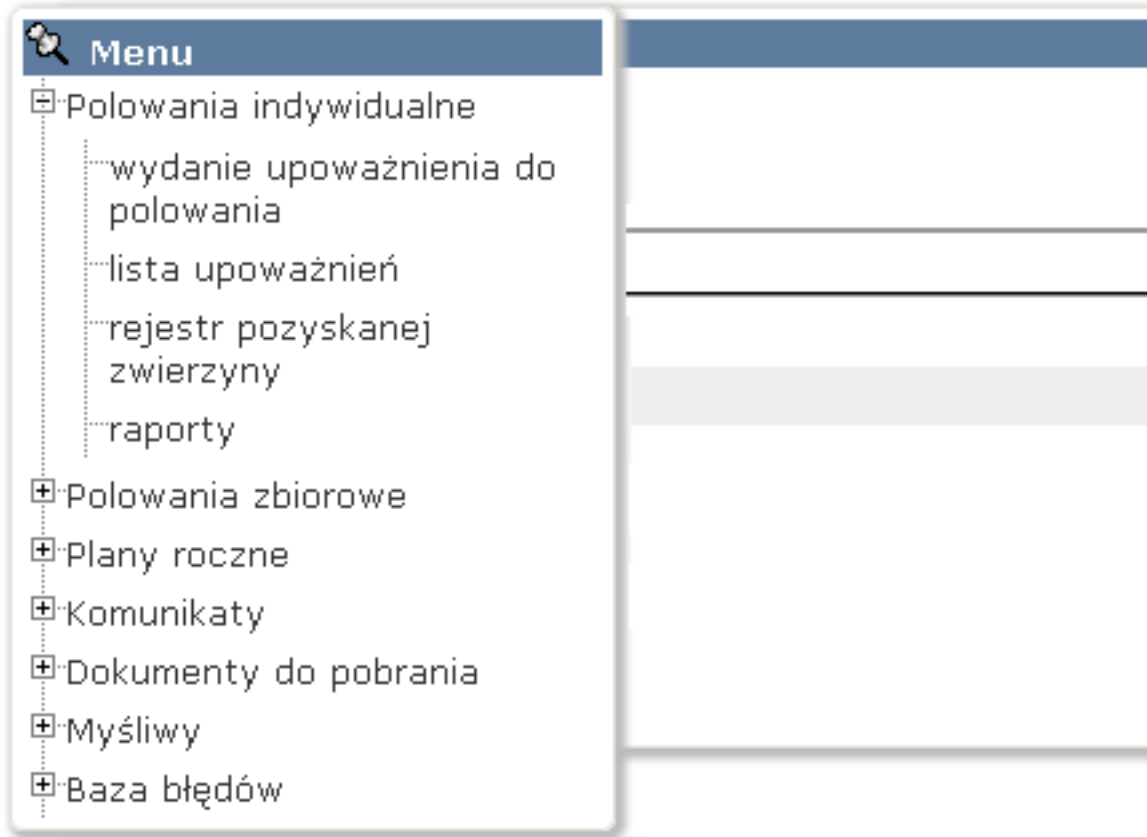 Menu
Polowania indywidualne
wydanie upoważnienia do
polowania
lista upoważnień
rejestr pozyskanej
zwierzyny
raporty
Polowania zbiorowe
Plany roczne
Komunikaty
Dokumenty do pobrania
Myśliwy
Baza błędów